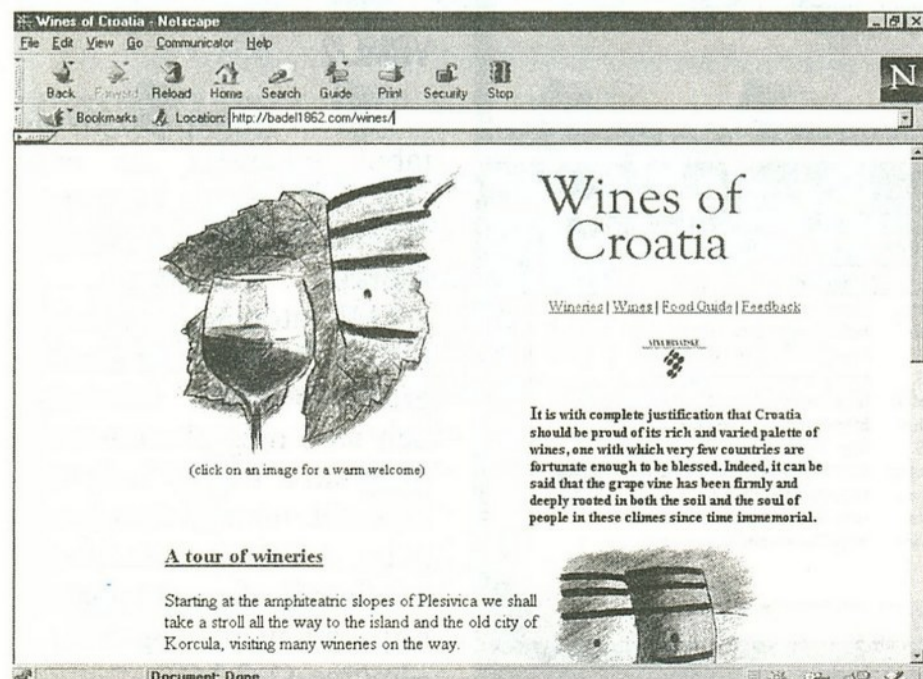 Wines of Croatia - Netscape
File Edit View Go Communicator Help
Back Forward Reload Home Search Guide Print Security Stop
N
Bookmarks Location: http://badel1862.com/wines/
Wines of
Croatia
Wineries | Wines | Food Guide | Feedback
VINA HRVATSKE
It is with complete justification that Croatia
should be proud of its rich and varied palette of
wines, one with which very few countries are
fortunate enough to be blessed. Indeed, it can be
said that the grape vine has been firmly and
deeply rooted in both the soil and the soul of
people in these climes since time immemorial.
(click on an image for a warm welcome)
A tour of wineries
Starting at the amphiteatric slopes of Plesivica we shall
take a stroll all the way to the island and the old city of
Korcula, visiting many wineries on the way.
Document: Done